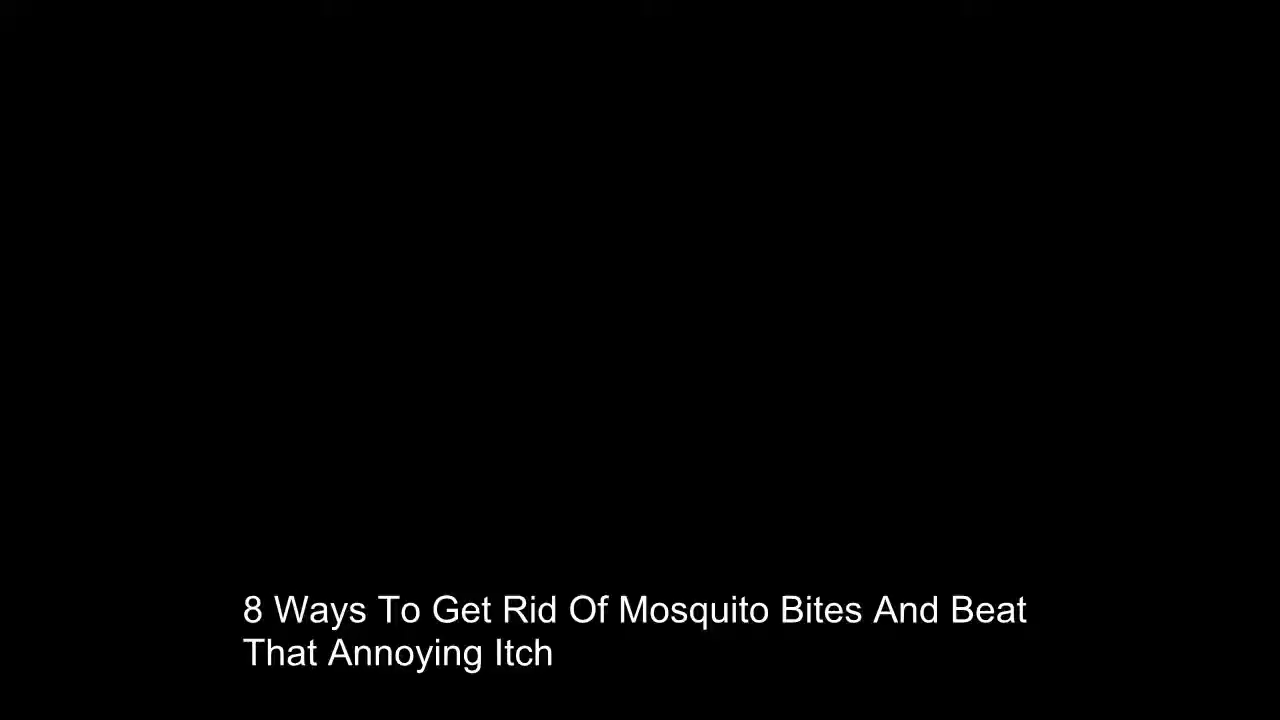 8 Ways To Get Rid Of Mosquito Bites And Beat
That Annoying Itch